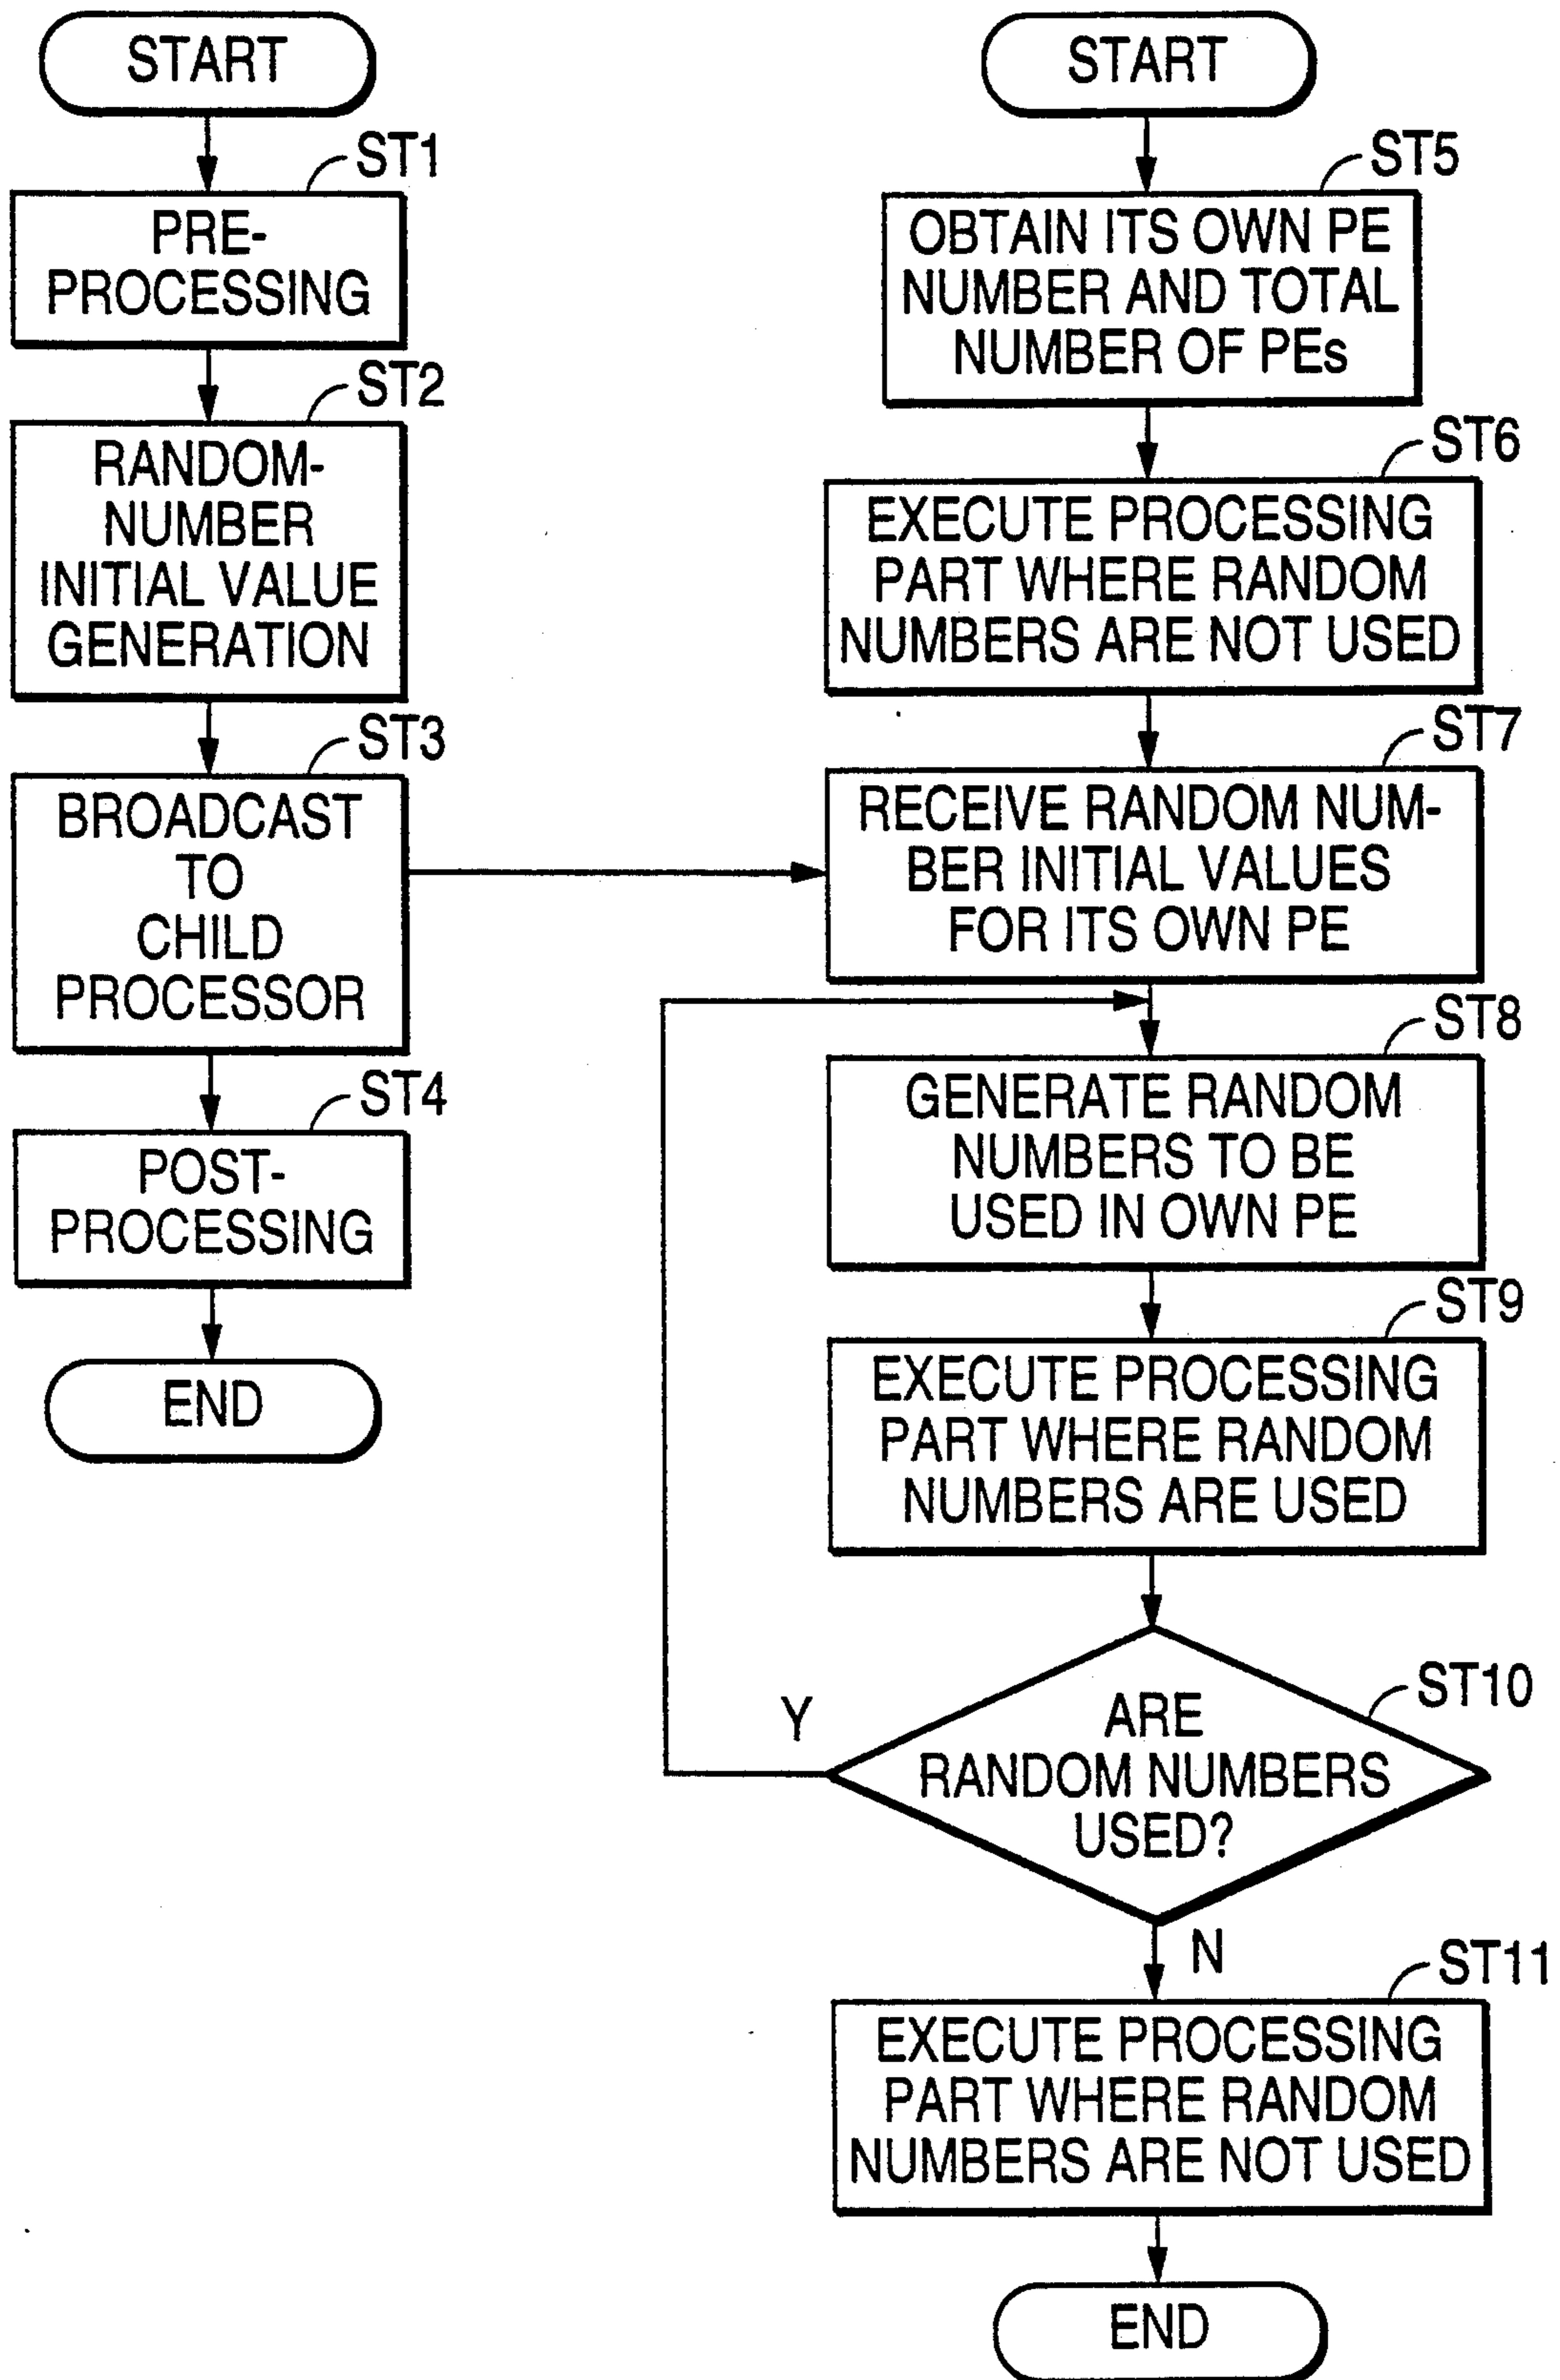 START
ST1
PRE-
PROCESSING
ST2
RANDOM-
NUMBER
INITIAL VALUE
GENERATION
ST3
BROADCAST
TO
CHILD
PROCESSOR
ST4
POST-
PROCESSING
END
START
ST5
OBTAIN ITS OWN PE
NUMBER AND TOTAL
NUMBER OF PEs
ST6
EXECUTE PROCESSING
PART WHERE RANDOM
NUMBERS ARE NOT USED
ST7
RECEIVE RANDOM NUM-
BER INITIAL VALUES
FOR ITS OWN PE
ST8
GENERATE RANDOM
NUMBERS TO BE
USED IN OWN PE
ST9
EXECUTE PROCESSING
PART WHERE RANDOM
NUMBERS ARE USED
ST10
Y
ARE
RANDOM NUMBERS
USED?
N
ST11
EXECUTE PROCESSING
PART WHERE RANDOM
NUMBERS ARE NOT USED
END